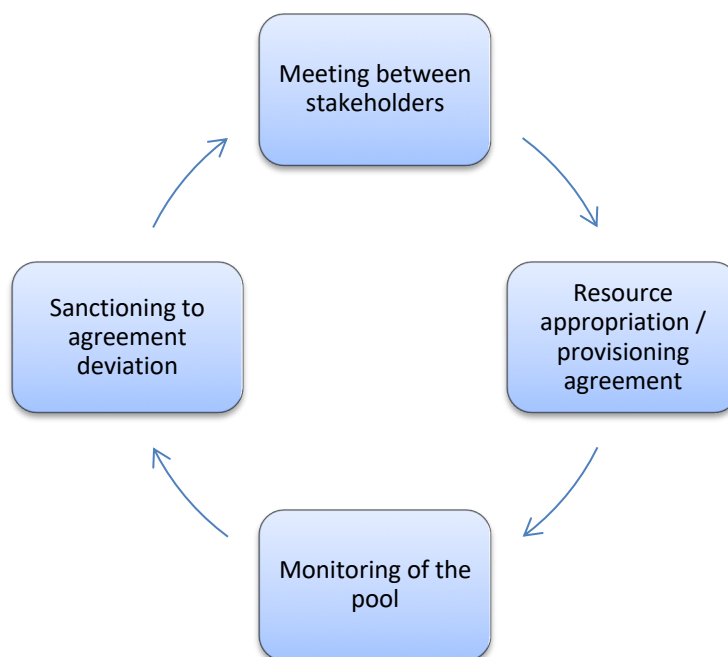 Meeting between
stakeholders
Resource
appropriation /
provisioning
agreement
Monitoring of the
pool
Sanctioning to
agreement
deviation